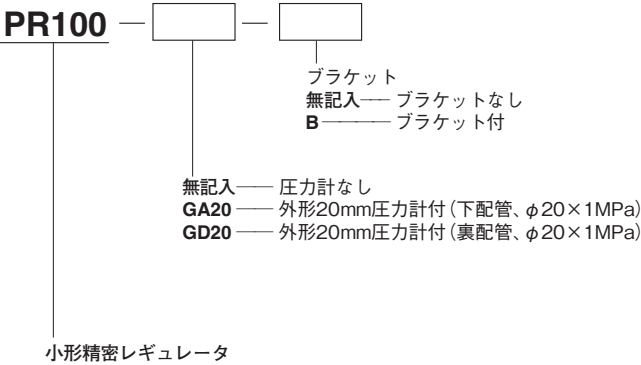 PR100 — □ — □
ブラケット
無記入 — ブラケットなし
B — ブラケット付
無記入 — 圧力計なし
GA20 — 外形20mm圧力計付(下配管、φ20×1MPa)
GD20 — 外形20mm圧力計付(裏配管、φ20×1MPa)
小形精密レギュレータ